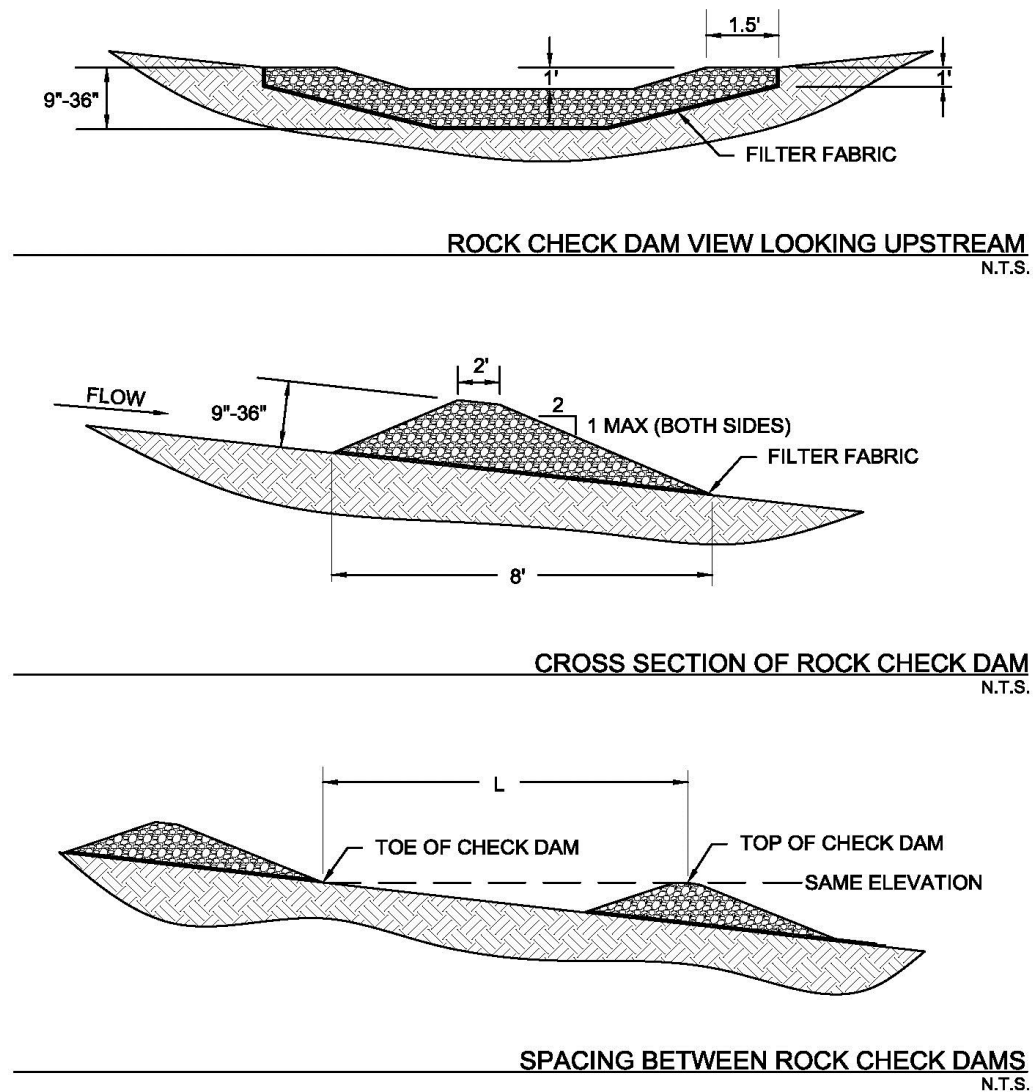 1.5'
1'
1'
9"-36"
FILTER FABRIC
ROCK CHECK DAM VIEW LOOKING UPSTREAM
N.T.S.
2'
FLOW
9"-36"
2
1 MAX (BOTH SIDES)
FILTER FABRIC
8'
CROSS SECTION OF ROCK CHECK DAM
N.T.S.
L
TOE OF CHECK DAM
TOP OF CHECK DAM
SAME ELEVATION
SPACING BETWEEN ROCK CHECK DAMS
N.T.S.